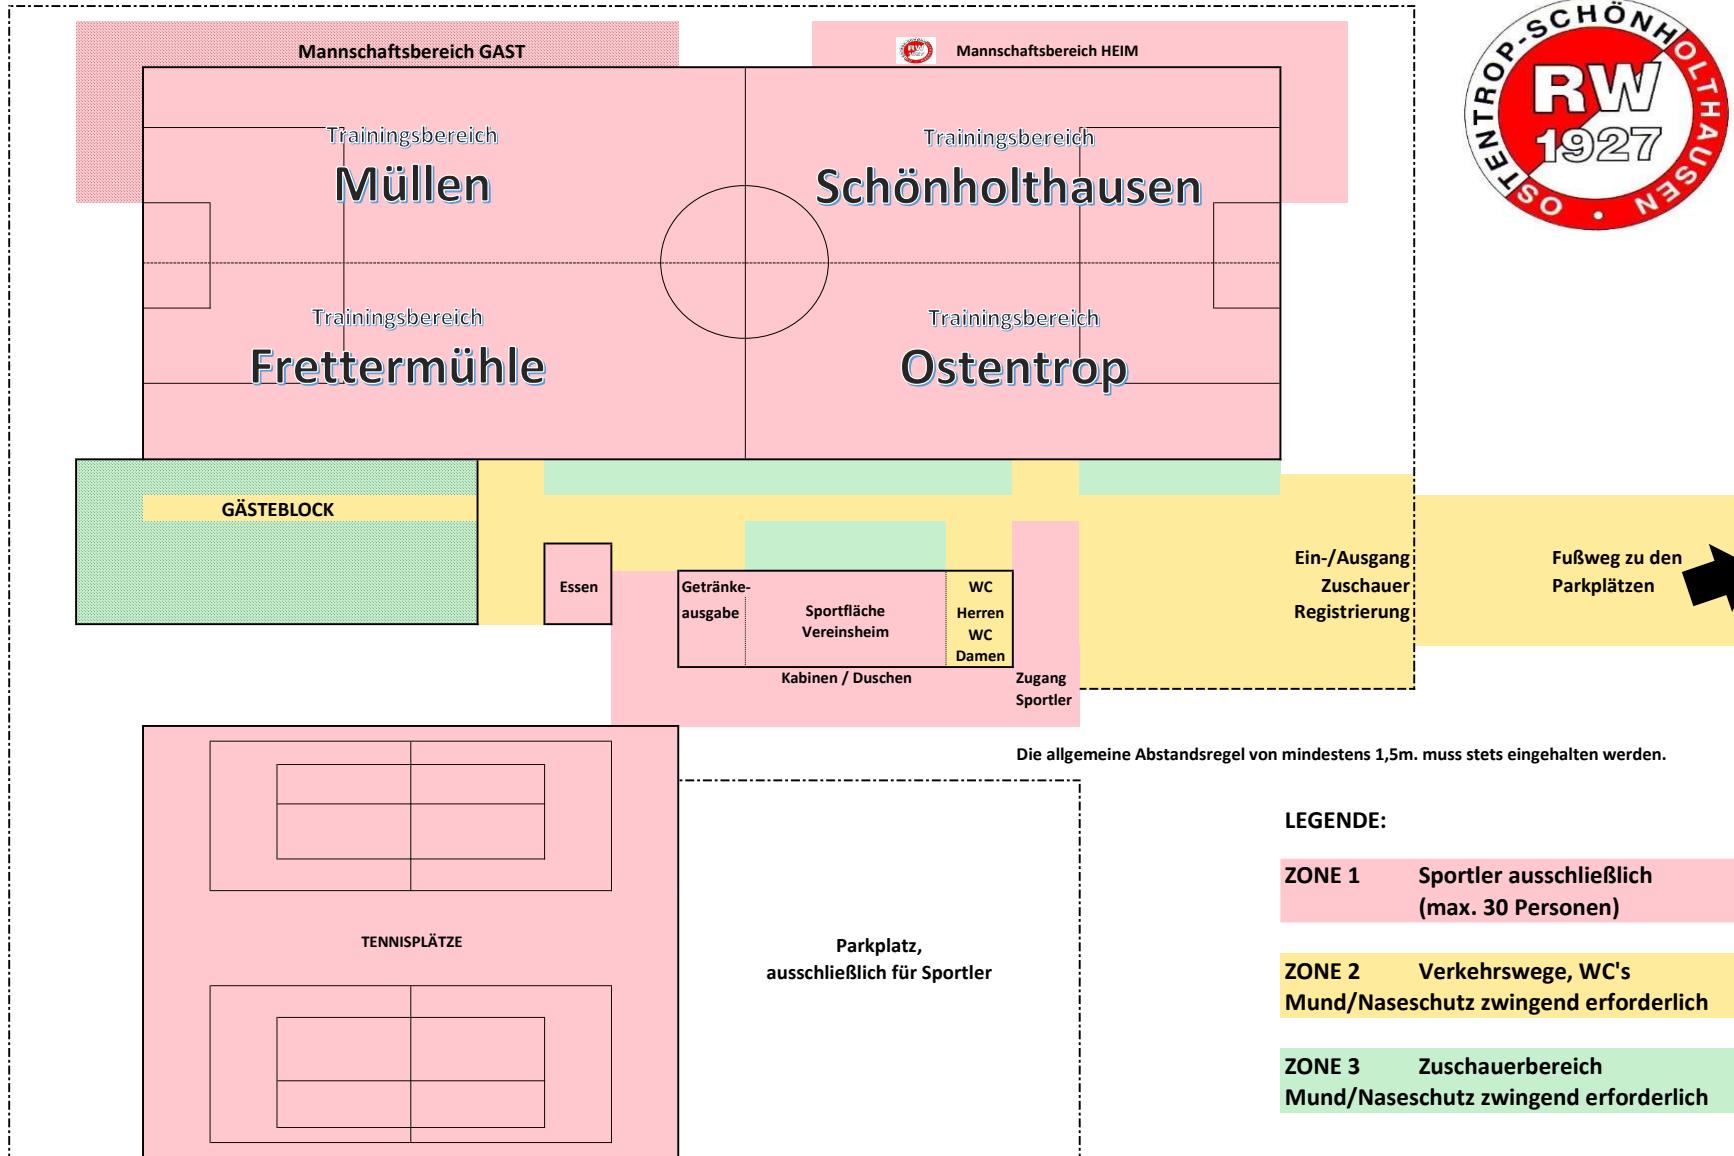 Mannschaftsbereich GAST
Mannschaftsbereich HEIM
OSTENTROP-SCHÖNHOLTHAUSEN
RW
1927
Trainingsbereich
Müllen
Trainingsbereich
Schönholthausen
Trainingsbereich
Frettermühle
Trainingsbereich
Ostentrop
GÄSTEBLOCK
Essen
Getränke-
ausgabe
Sportfläche
Vereinsheim
WC
Herren
WC
Damen
Kabinen / Duschen
Zugang
Sportler
Ein-/Ausgang
Zuschauer
Registrierung
Fußweg zu den
Parkplätzen
Die allgemeine Abstandsregel von mindestens 1,5m. muss stets eingehalten werden.
TENNISPLÄTZE
Parkplatz,
ausschließlich für Sportler
LEGENDE:
ZONE 1 Sportler ausschließlich
(max. 30 Personen)
ZONE 2 Verkehrswege, WC's
Mund/Naseschutz zwingend erforderlich
ZONE 3 Zuschauerbereich
Mund/Naseschutz zwingend erforderlich